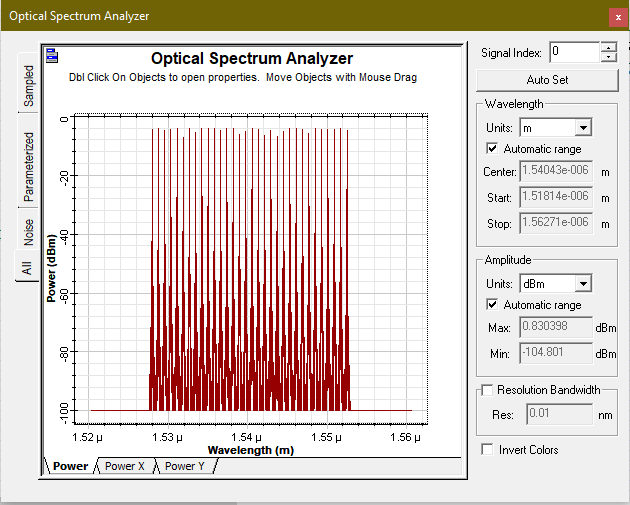 Optical Spectrum Analyzer
x
Optical Spectrum Analyzer
Dbl Click On Objects to open properties. Move Objects with Mouse Drag
Sampled
Parameterized
Noise
All
Power (dBm)
0
-20
-40
-60
-80
-100
1.52 µ
1.53 µ
1.54 µ
1.55 µ
1.56 µ
Wavelength (m)
Power
Power X
Power Y
Signal Index: 0
Auto Set
Wavelength
Units: m
Automatic range
Center: 1.54043e-006 m
Start: 1.51814e-006 m
Stop: 1.56271e-006 m
Amplitude
Units: dBm
Automatic range
Max: 0.830398 dBm
Min: -104.801 dBm
Resolution Bandwidth
Res: 0.01 nm
Invert Colors